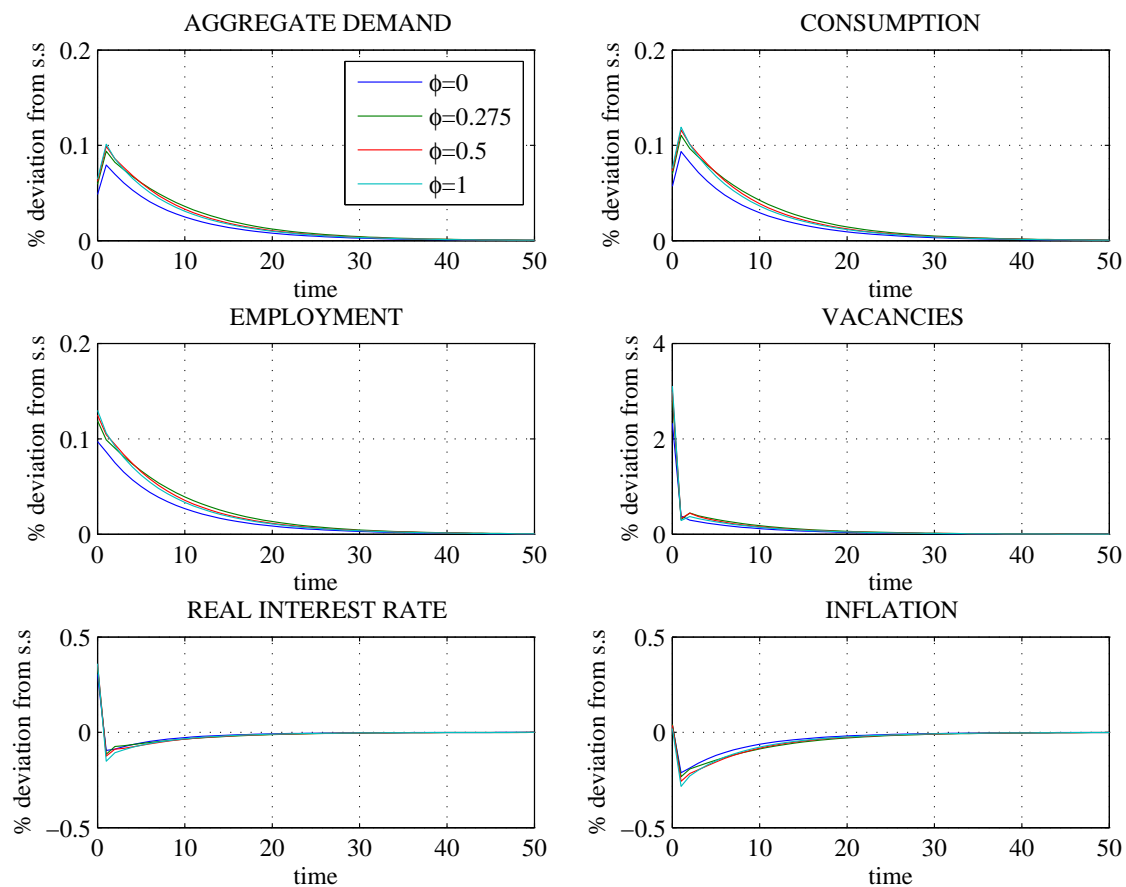 AGGREGATE DEMAND
% deviation from s.s
0.2
0.1
0
0 10 20 30 40 50
time
ϕ=0
ϕ=0.275
ϕ=0.5
ϕ=1
CONSUMPTION
% deviation from s.s
0.2
0.1
0
0 10 20 30 40 50
time
EMPLOYMENT
% deviation from s.s
0.2
0.1
0
0 10 20 30 40 50
time
VACANCIES
% deviation from s.s
4
2
0
0 10 20 30 40 50
time
REAL INTEREST RATE
% deviation from s.s
0.5
0
−0.5
0 10 20 30 40 50
time
INFLATION
% deviation from s.s
0.5
0
−0.5
0 10 20 30 40 50
time